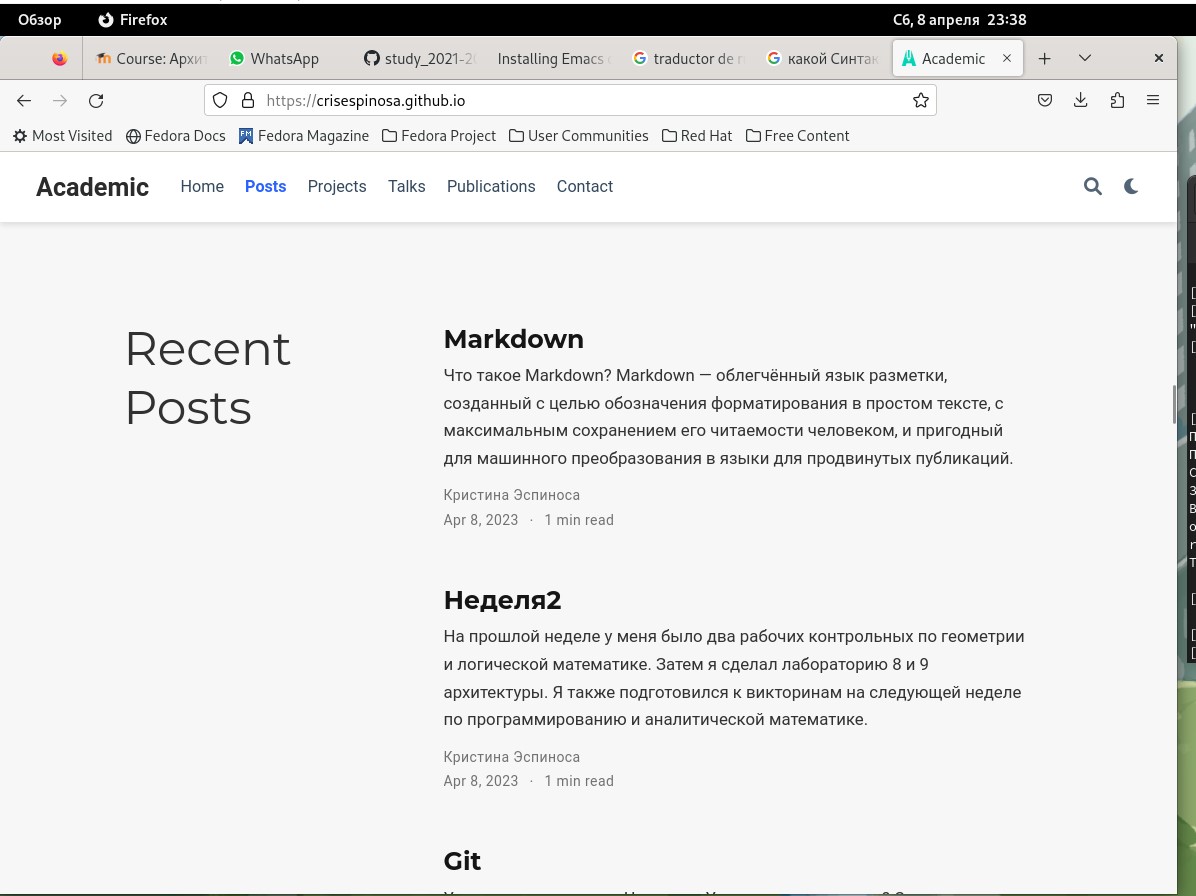 Обзор Firefox Сб, 8 апреля 23:38
Course: Архит WhatsApp study_2021-2 Installing Emacs traductor de r какой Синтак Academic
https://crisespinosa.github.io
Most Visited Fedora Docs Fedora Magazine Fedora Project User Communities Red Hat Free Content
Academic Home Posts Projects Talks Publications Contact
Recent
Posts
Markdown
Что такое Markdown? Markdown — облегчённый язык разметки,
созданный с целью обозначения форматирования в простом тексте, с
максимальным сохранением его читаемости человеком, и пригодный
для машинного преобразования в языки для продвинутых публикаций.
Кристина Эспиноса
Apr 8, 2023 · 1 min read
Неделя2
На прошлой неделе у меня было два рабочих контрольных по геометрии
и логической математике. Затем я сделал лабораторию 8 и 9
архитектуры. Я также подготовился к викторинам на следующей неделе
по программированию и аналитической математике.
Кристина Эспиноса
Apr 8, 2023 · 1 min read
Git